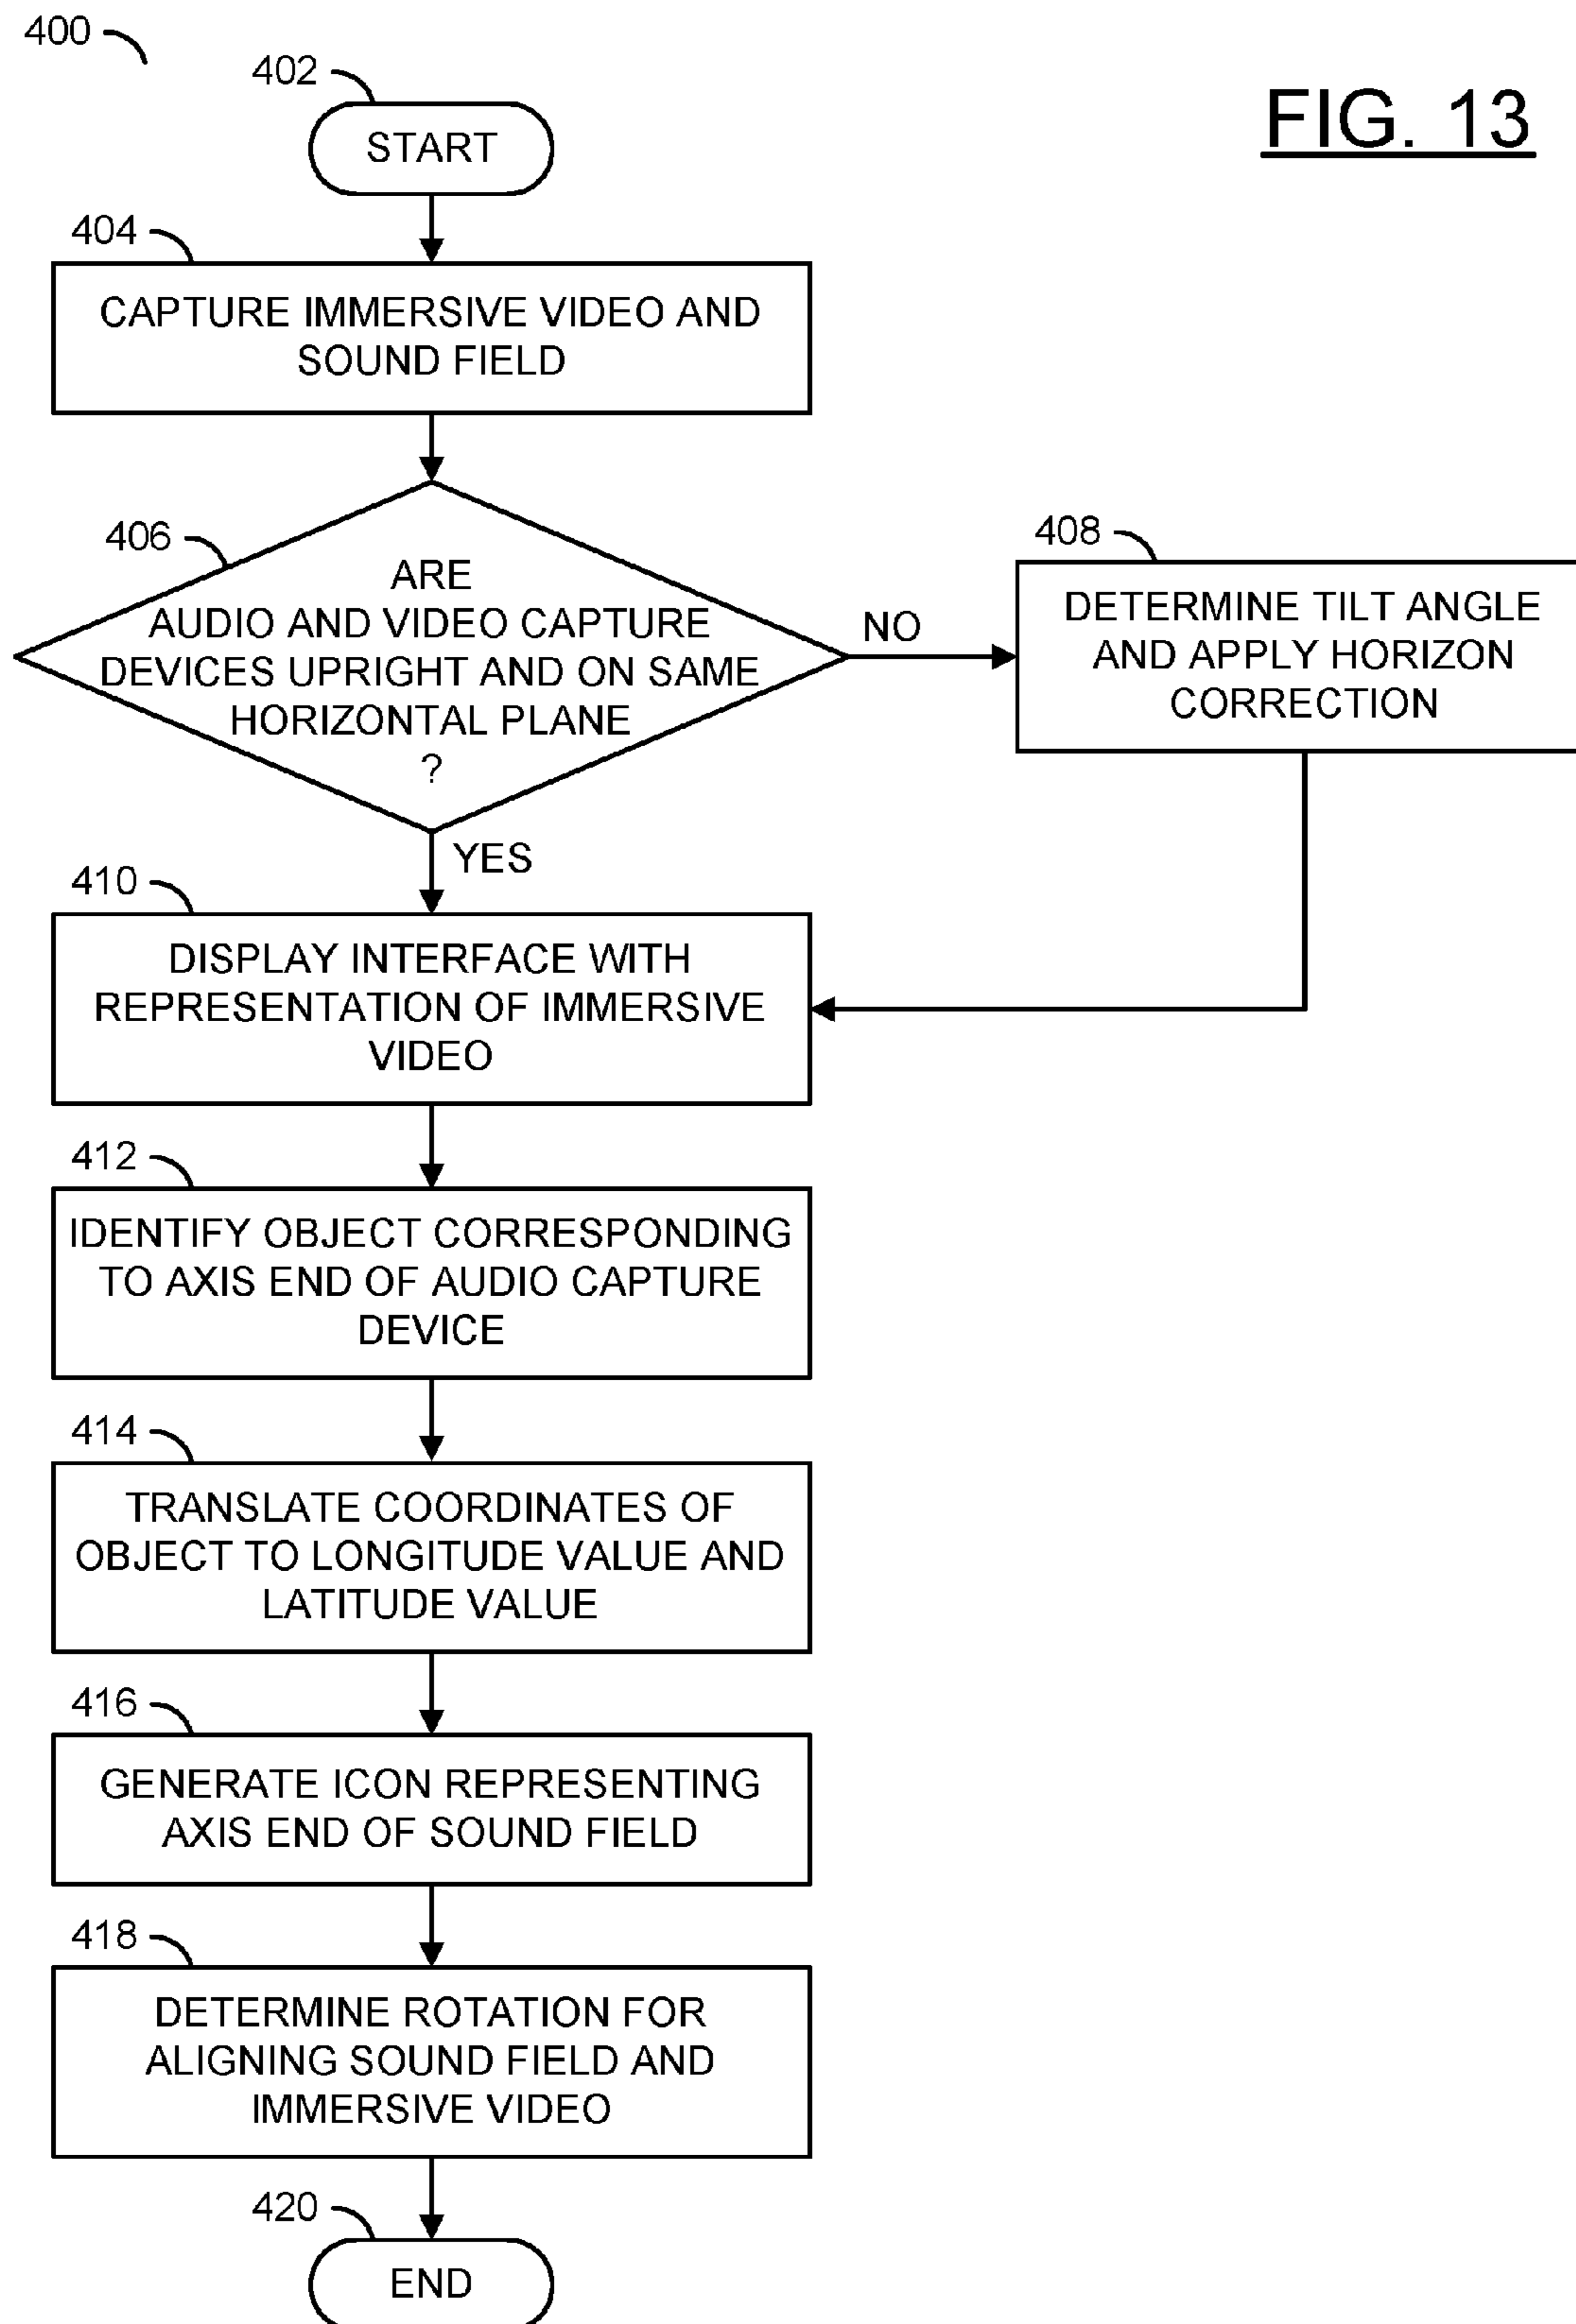 400
402
START
FIG. 13
404
CAPTURE IMMERSIVE VIDEO AND
SOUND FIELD
406
ARE
AUDIO AND VIDEO CAPTURE
DEVICES UPRIGHT AND ON SAME
HORIZONTAL PLANE
?
NO
408
DETERMINE TILT ANGLE
AND APPLY HORIZON
CORRECTION
YES
410
DISPLAY INTERFACE WITH
REPRESENTATION OF IMMERSIVE
VIDEO
412
IDENTIFY OBJECT CORRESPONDING
TO AXIS END OF AUDIO CAPTURE
DEVICE
414
TRANSLATE COORDINATES OF
OBJECT TO LONGITUDE VALUE AND
LATITUDE VALUE
416
GENERATE ICON REPRESENTING
AXIS END OF SOUND FIELD
418
DETERMINE ROTATION FOR
ALIGNING SOUND FIELD AND
IMMERSIVE VIDEO
420
END